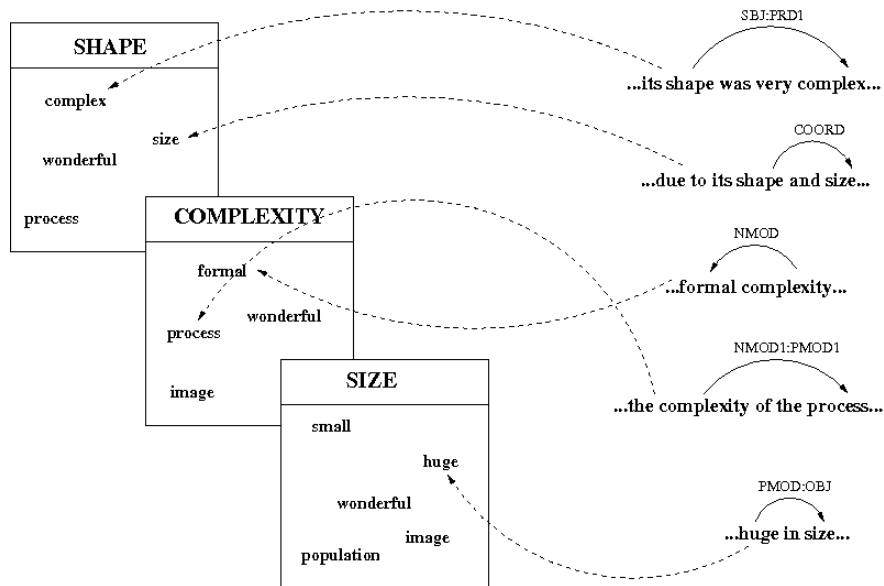 SHAPE
complex
size
wonderful
process
COMPLEXITY
formal
wonderful
process
image
SIZE
small
huge
wonderful
image
population
SBJ:PRD1
...its shape was very complex...
COORD
...due to its shape and size...
NMOD
...formal complexity...
NMOD1:PMOD1
...the complexity of the process...
PMOD:OBJ
...huge in size...